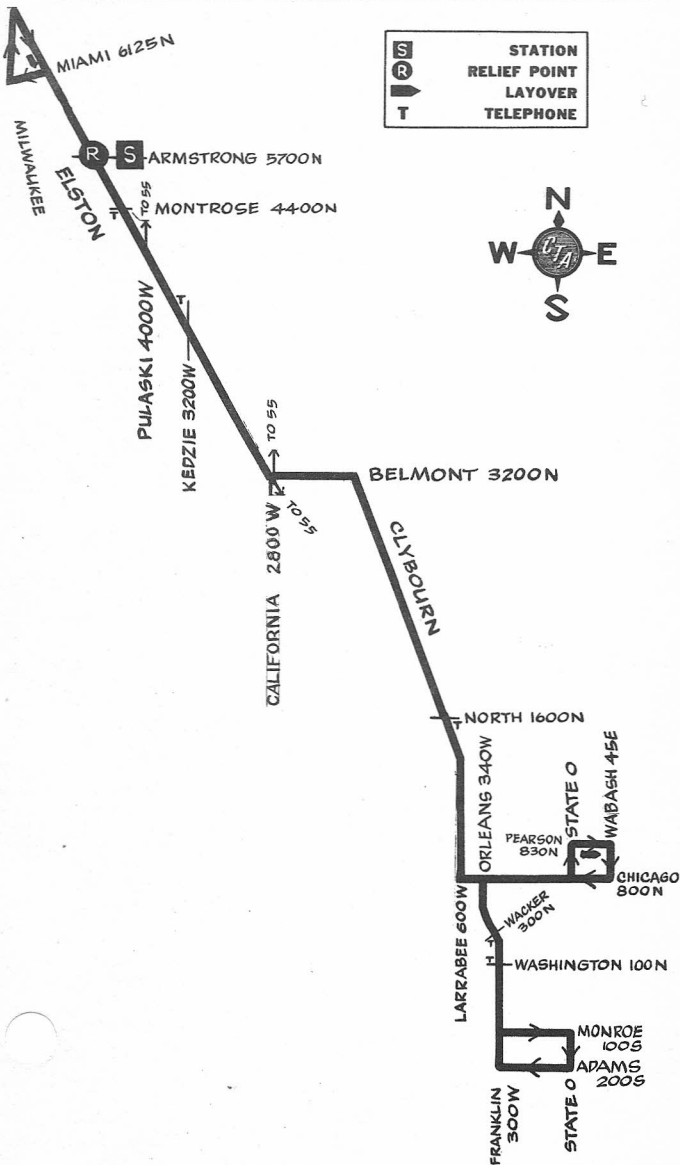 S STATION
R RELIEF POINT
LAYOVER
T TELEPHONE
N
W CTA E
S
MIAMI 6125N
MILWAUKEE
ELSTON
R S ARMSTRONG 5700N
T TO 55
MONTROSE 4400N
PULASKI 4000W
T
KEDZIE 3200W
TO 55
BELMONT 3200N
TO 55
CALIFORNIA 2800W
CLYBOURN
NORTH 1600N
T
ORLEANS 340W
STATE 0
WABASH 45E
PEARSON
830N
CHICAGO
800N
LARRABEE 600W
WACKER
300N
T
WASHINGTON 100N
MONROE
100S
ADAMS
200S
FRANKLIN
300W
STATE 0